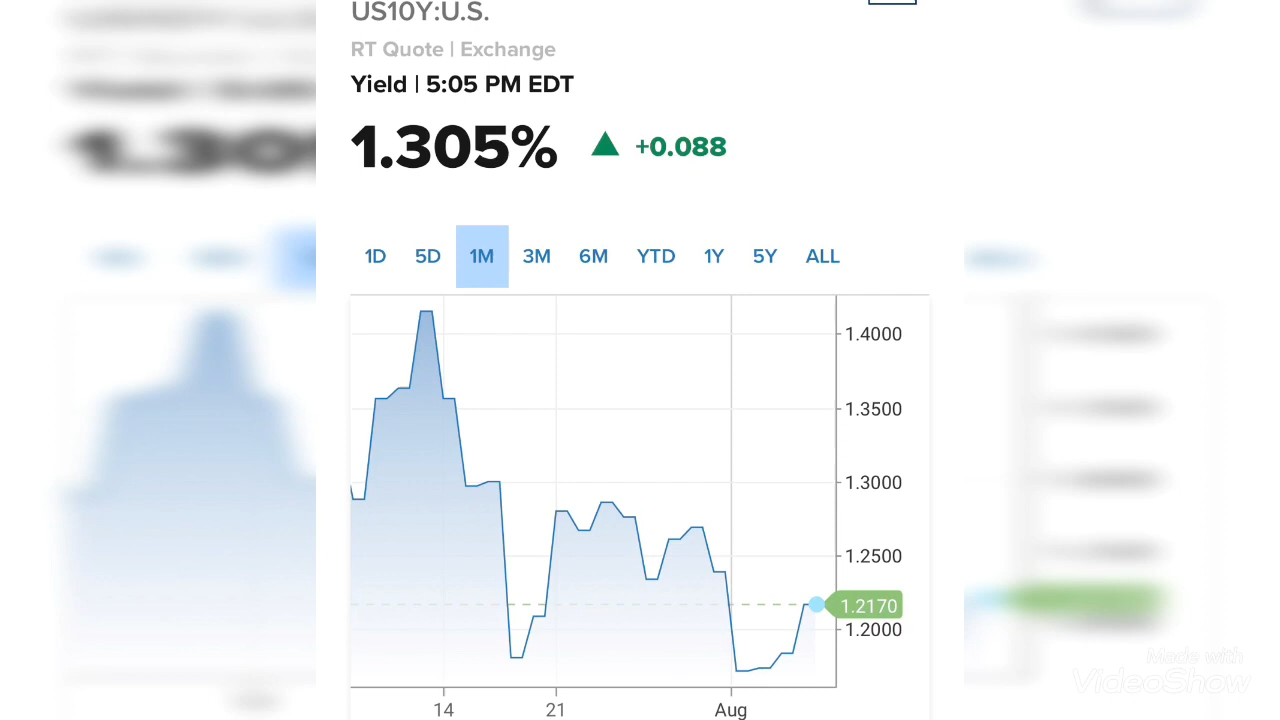 US10Y:U.S.
RT Quote | Exchange
Yield | 5:05 PM EDT
1.305% ▲ +0.088
1D 5D 1M 3M 6M YTD 1Y 5Y ALL
1.4000
1.3500
1.3000
1.2500
1.2170
1.2000
14 21 Aug
Made with
VideoShow